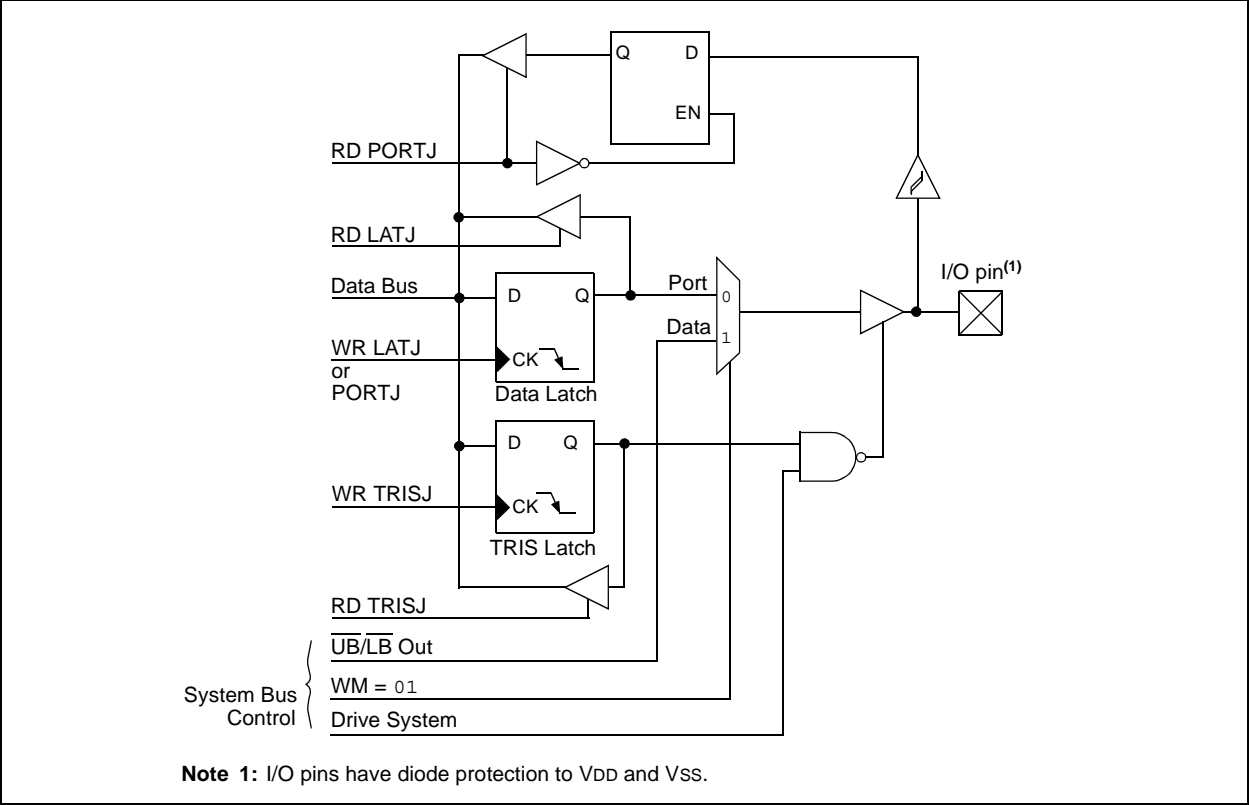 Q D
EN
RD PORTJ
RD LATJ
I/O pin(1)
Data Bus
D Q
Port
0
Data
1
WR LATJ
or
PORTJ
CK
Data Latch
D Q
WR TRISJ
CK
TRIS Latch
RD TRISJ
UB/LB Out
WM = 01
System Bus
Control
Drive System
Note 1: I/O pins have diode protection to VDD and VSS.